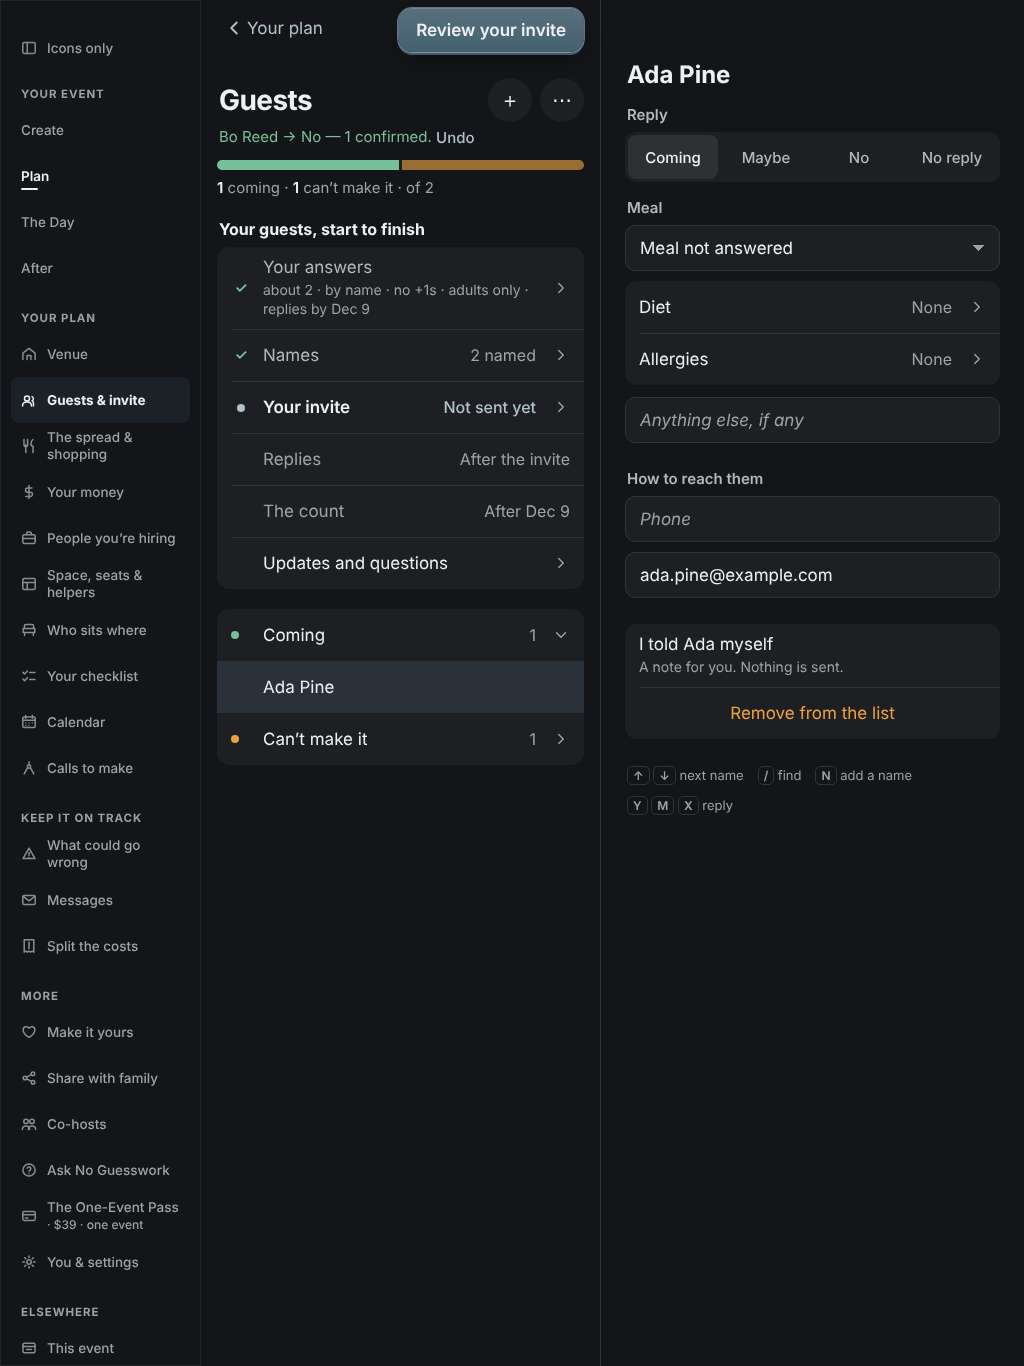 Icons only
YOUR EVENT
Create
Plan
The Day
After
YOUR PLAN
Venue
Guests & invite
The spread &
shopping
Your money
People you’re hiring
Space, seats &
helpers
Who sits where
Your checklist
Calendar
Calls to make
KEEP IT ON TRACK
What could go
wrong
Messages
Split the costs
MORE
Make it yours
Share with family
Co-hosts
Ask No Guesswork
The One-Event Pass
· $39 · one event
You & settings
ELSEWHERE
This event
Your plan
Review your invite
Guests
+ ···
Bo Reed → No — 1 confirmed. Undo
1 coming · 1 can’t make it · of 2
Your guests, start to finish
Your answers
about 2 · by name · no +1s · adults only ·
replies by Dec 9
Names 2 named
Your invite Not sent yet
Replies After the invite
The count After Dec 9
Updates and questions
Coming 1
Ada Pine
Can’t make it 1
Ada Pine
Reply
Coming Maybe No No reply
Meal
Meal not answered
Diet None
Allergies None
Anything else, if any
How to reach them
Phone
ada.pine@example.com
I told Ada myself
A note for you. Nothing is sent.
Remove from the list
↑ ↓ next name / find N add a name
Y M X reply